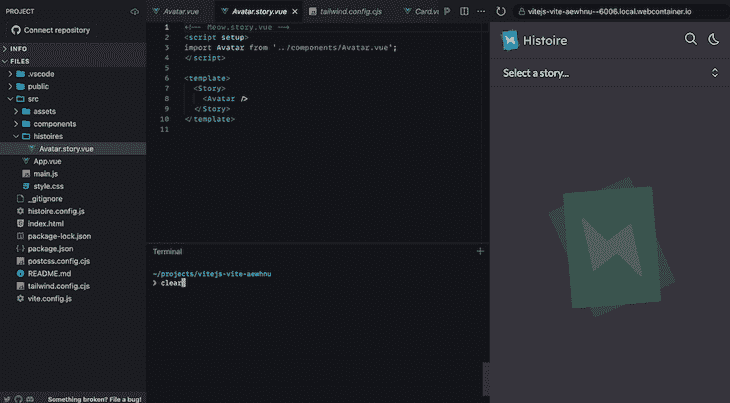 PROJECT
Connect repository
INFO
FILES
.vscode
public
src
assets
components
histoires
Avatar.story.vue
App.vue
main.js
style.css
_gitignore
histoire.config.js
index.html
package-lock.json
package.json
postcss.config.cjs
README.md
tailwind.config.cjs
vite.config.js
Something broken? File a bug!
Avatar.vue
Avatar.story.vue
tailwind.config.cjs
Card.vue
1 <!-- Meow.story.vue -->
2 <script setup>
3 import Avatar from '../components/Avatar.vue';
4 </script>
5
6 <template>
7 <Story>
8 <Avatar />
9 </Story>
10 </template>
11
Terminal
~/projects/vitejs-vite-aewhnu
❯ clear
vitejs-vite-aewhnu--6006.local.webcontainer.io
Histoire
Select a story...